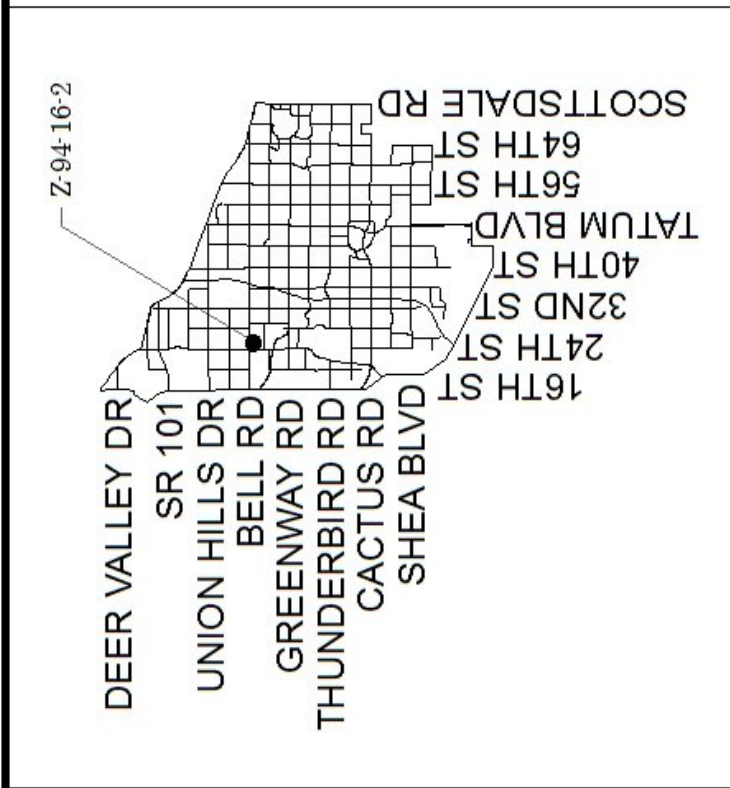 Z-94-16-2
DEER VALLEY DR
SR 101
UNION HILLS DR
BELL RD
GREENWAY RD
THUNDERBIRD RD
CACTUS RD
SHEA BLVD
16TH ST
24TH ST
32ND ST
40TH ST
TATUM BLVD
56TH ST
64TH ST
SCOTTSDALE RD